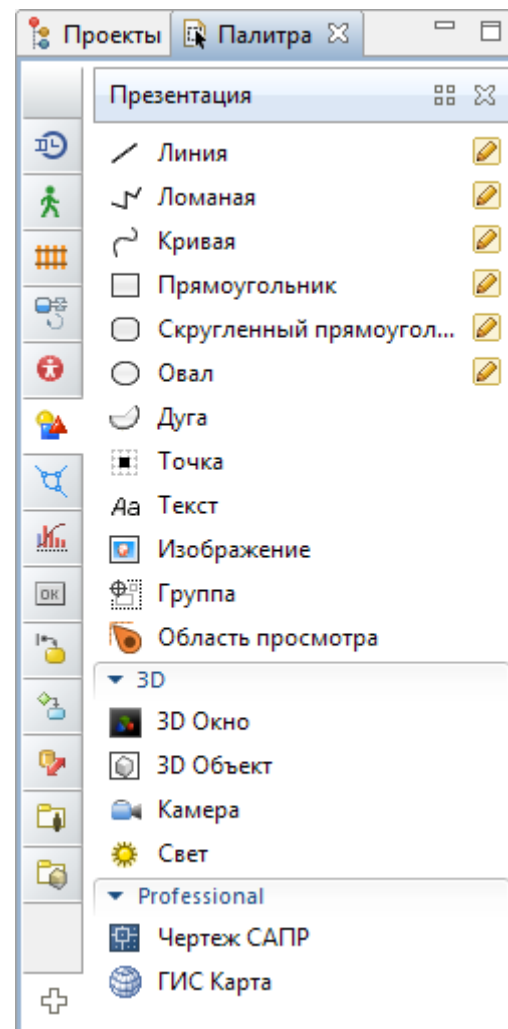 Проекты Палитра
Презентация
Линия
Ломаная
Кривая
Прямоугольник
Скругленный прямоугол...
Овал
Дуга
Точка
Aa Текст
Изображение
Группа
OK
Область просмотра
3D
3D Окно
3D Объект
Камера
Свет
Professional
Чертеж САПР
ГИС Карта